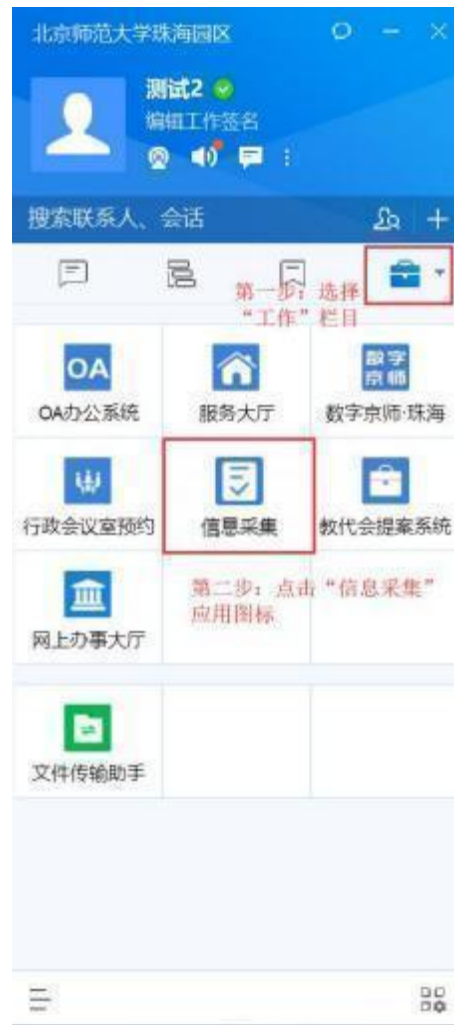 北京师范大学珠海园区
测试2
编辑工作签名
搜索联系人、会话
第一步：选择
“工作”栏目
OA
数字
京师
OA办公系统
服务大厅
数字京师·珠海
行政会议室预约
信息采集
教代会提案系统
第二步：点击“信息采集”
应用图标
网上办事大厅
文件传输助手